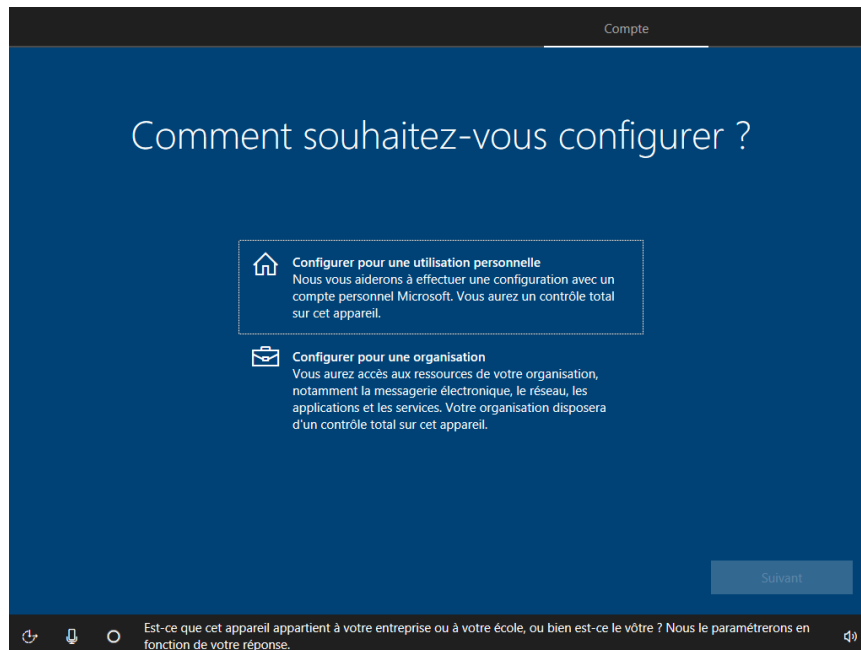 Compte
Comment souhaitez-vous configurer ?
Configurer pour une utilisation personnelle
Nous vous aiderons à effectuer une configuration avec un
compte personnel Microsoft. Vous aurez un contrôle total
sur cet appareil.
Configurer pour une organisation
Vous aurez accès aux ressources de votre organisation,
notamment la messagerie électronique, le réseau, les
applications et les services. Votre organisation disposera
d'un contrôle total sur cet appareil.
Suivant
Est-ce que cet appareil appartient à votre entreprise ou à votre école, ou bien est-ce le vôtre ? Nous le paramétrerons en
fonction de votre réponse.